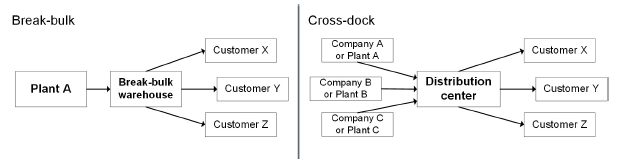 Break-bulk
Plant A
Break-bulk
warehouse
Customer X
Customer Y
Customer Z
Cross-dock
Company A
or Plant A
Company B
or Plant B
Company C
or Plant C
Distribution
center
Customer X
Customer Y
Customer Z